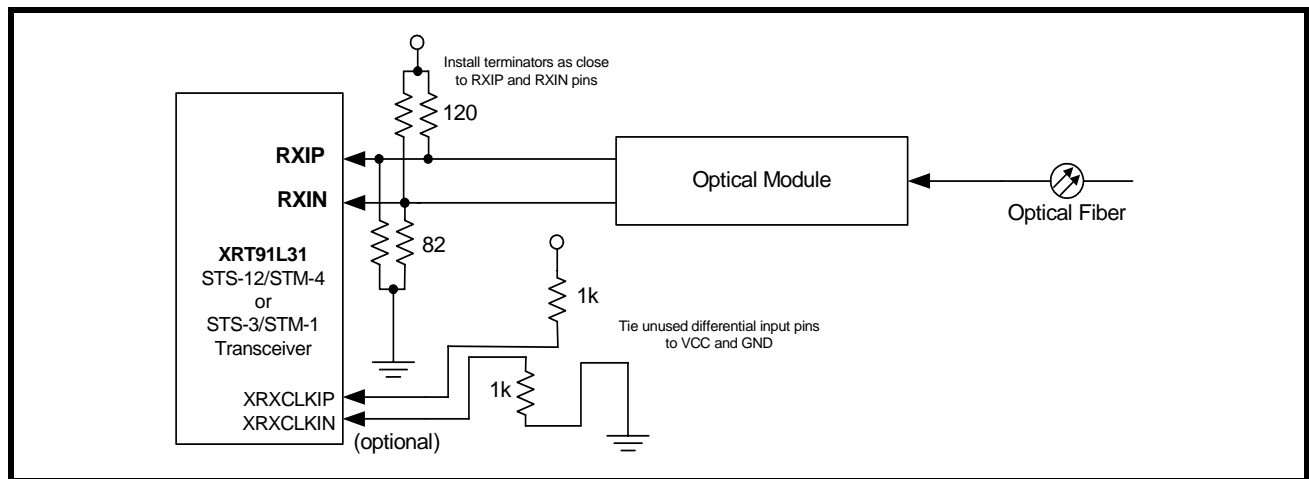 Install terminators as close
to RXIP and RXIN pins
120
RXIP
RXIN
Optical Module
Optical Fiber
82
XRT91L31
STS-12/STM-4
or
STS-3/STM-1
Transceiver
1k
Tie unused differential input pins
to VCC and GND
1k
XRXCLKIP
XRXCLKIN
(optional)